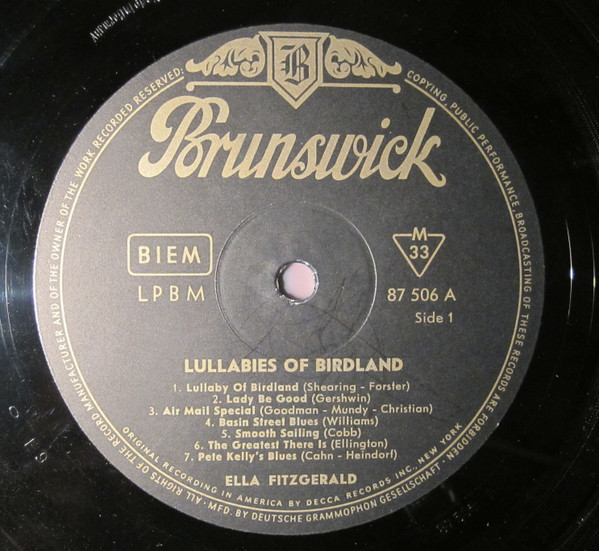 B
Brunswick
BIEM
LPBM
M
33
87 506 A
Side 1
LULLABIES OF BIRDLAND
1. Lullaby Of Birdland (Shearing - Forster)
2. Lady Be Good (Gershwin)
3. Air Mail Special (Goodman - Mundy - Christian)
4. Basin Street Blues (Williams)
5. Smooth Sailing (Cobb)
6. The Greatest There Is (Ellington)
7. Pete Kelly's Blues (Cahn - Heindorf)
ELLA FITZGERALD
ORIGINAL RECORDING IN AMERICA BY DECCA RECORDS INC., NEW YORK
ALL RIGHTS OF THE RECORD MANUFACTURER AND OF THE OWNER OF THE WORK RECORDED RESERVED: COPYING, PUBLIC PERFORMANCE, BROADCASTING OF THESE RECORDS ARE FORBIDDEN · MFD. BY DEUTSCHE GRAMMOPHON GESELLSCHAFT ·